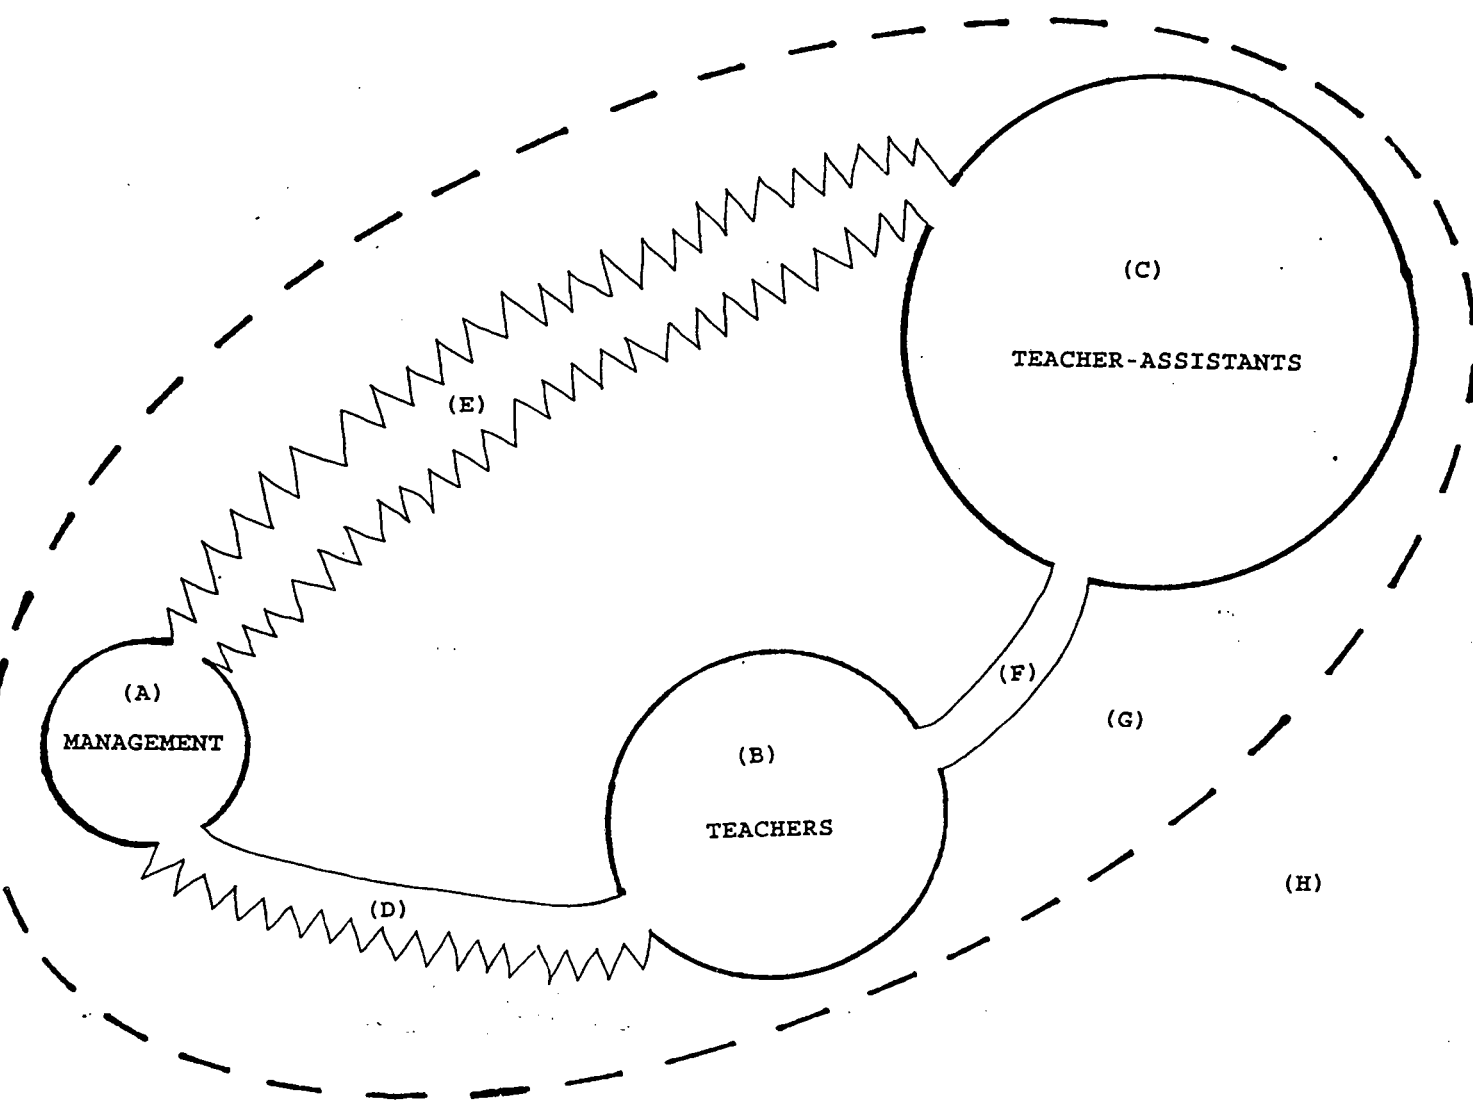 (C)
TEACHER-ASSISTANTS
(E)
(F)
(A)
MANAGEMENT
(G)
(B)
TEACHERS
(D)
(H)